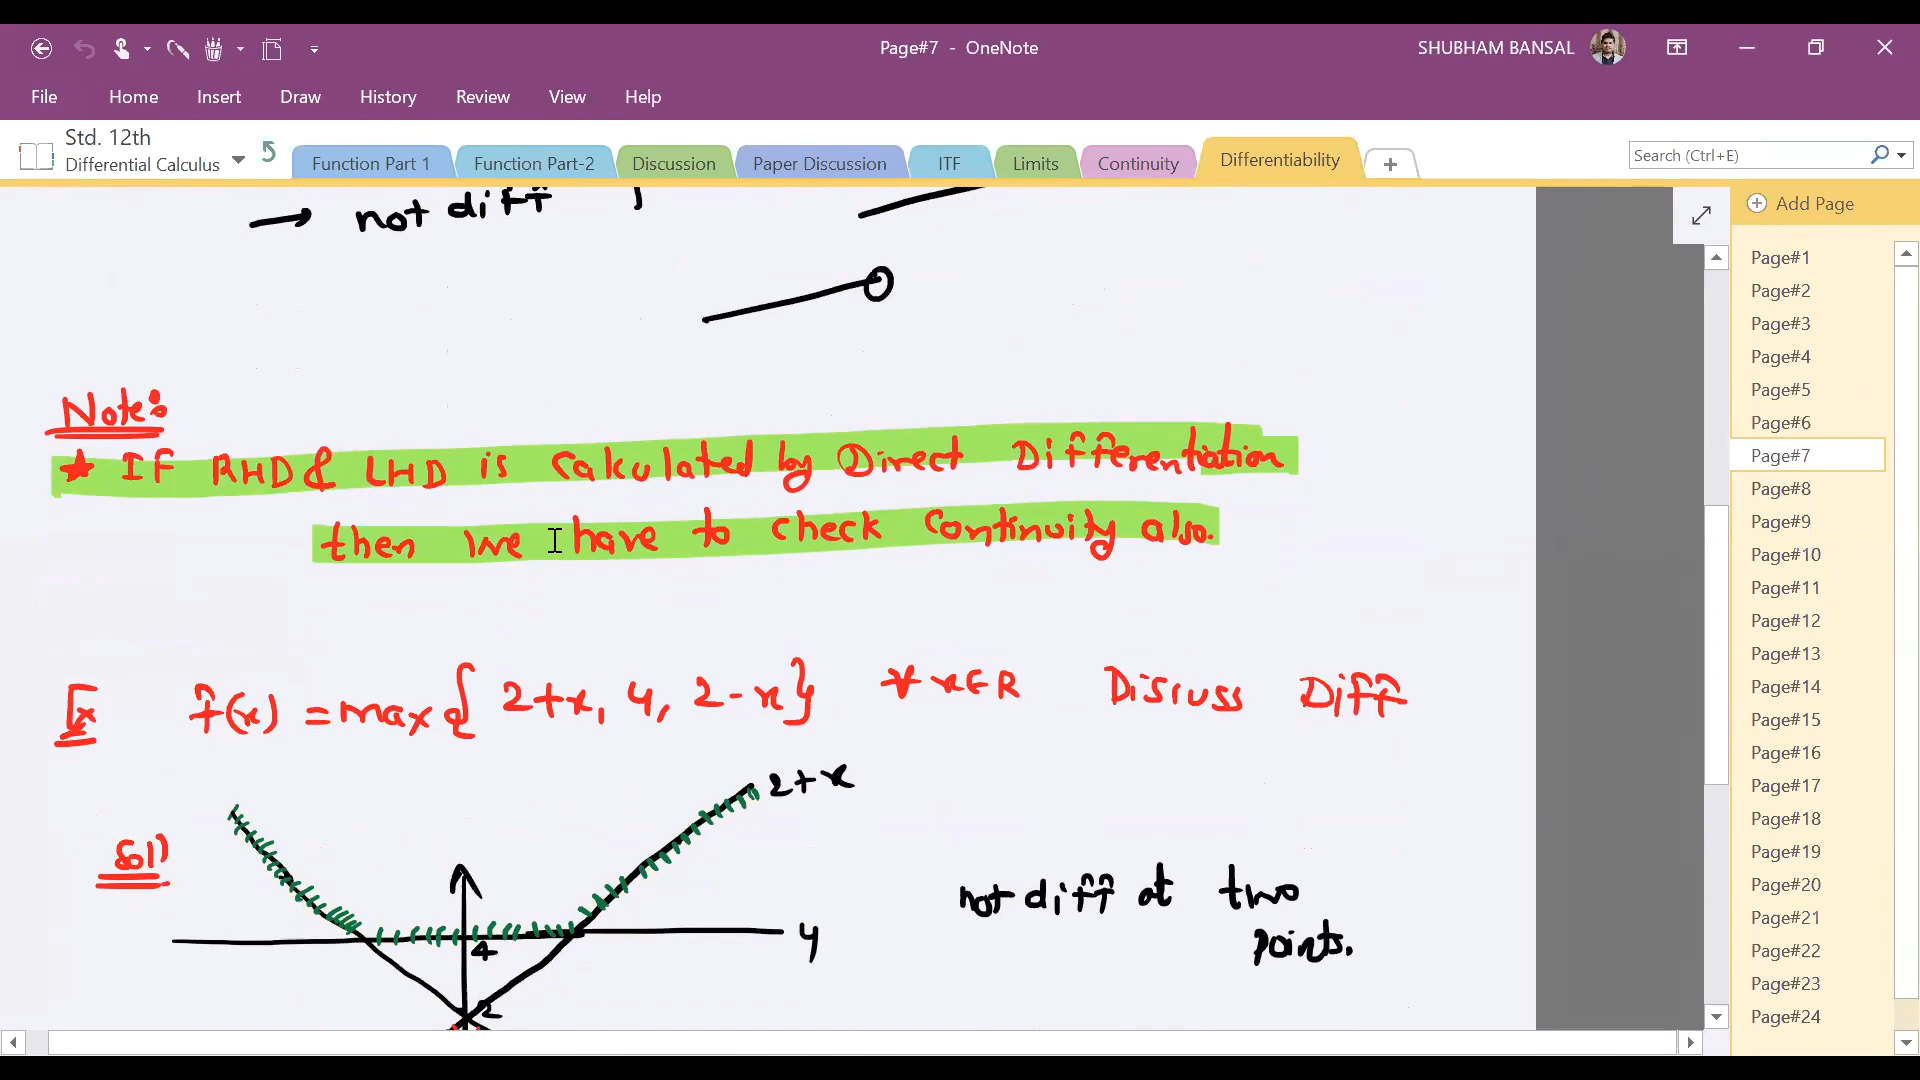 Page#7 - OneNote
SHUBHAM BANSAL
File Home Insert Draw History Review View Help
Std. 12th
Differential Calculus
Function Part 1 Function Part-2 Discussion Paper Discussion ITF Limits Continuity Differentiability
Search (Ctrl+E)
Add Page
Page#1
Page#2
Page#3
Page#4
Page#5
Page#6
Page#7
Page#8
Page#9
Page#10
Page#11
Page#12
Page#13
Page#14
Page#15
Page#16
Page#17
Page#18
Page#19
Page#20
Page#21
Page#22
Page#23
Page#24
→ not diff
Note:
★ If RHD & LHD is calculated by Direct Differentiation
then we have to check continuity also.
Ex f(x) = max { 2+x, 4, 2-x } ∀ x∈R Discuss Diff
2+x
Sol)
not diff at two
points.
4
4
2